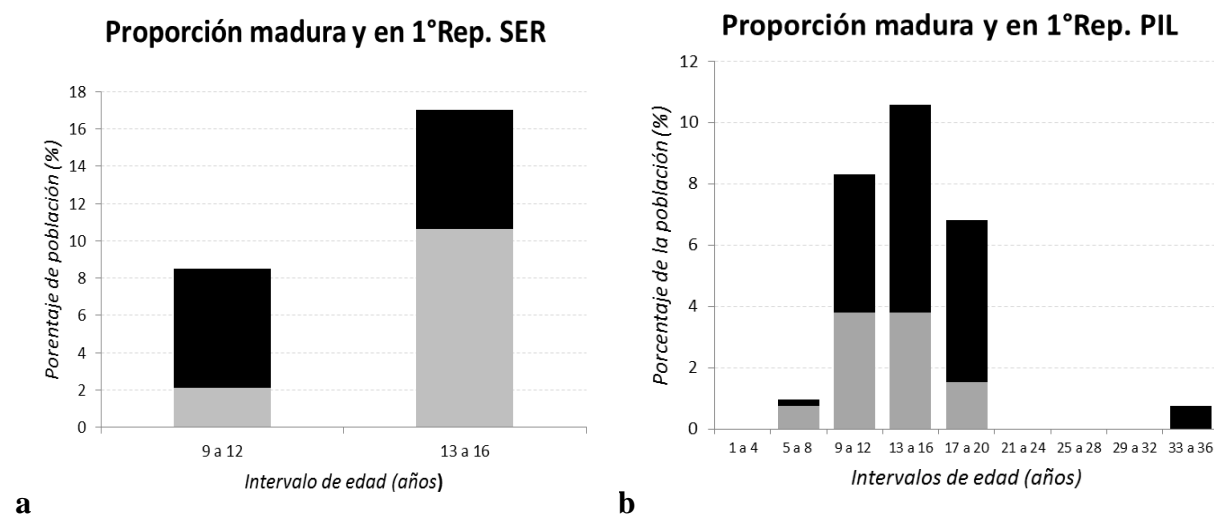 Proporción madura y en 1°Rep. SER
Porentaje de población (%)
18
16
14
12
10
8
6
4
2
0
9 a 12
13 a 16
Intervalo de edad (años)
a
Proporción madura y en 1°Rep. PIL
Porcentaje de la población (%)
12
10
8
6
4
2
0
1 a 4
5 a 8
9 a 12
13 a 16
17 a 20
21 a 24
25 a 28
29 a 32
33 a 36
Intervalos de edad (años)
b